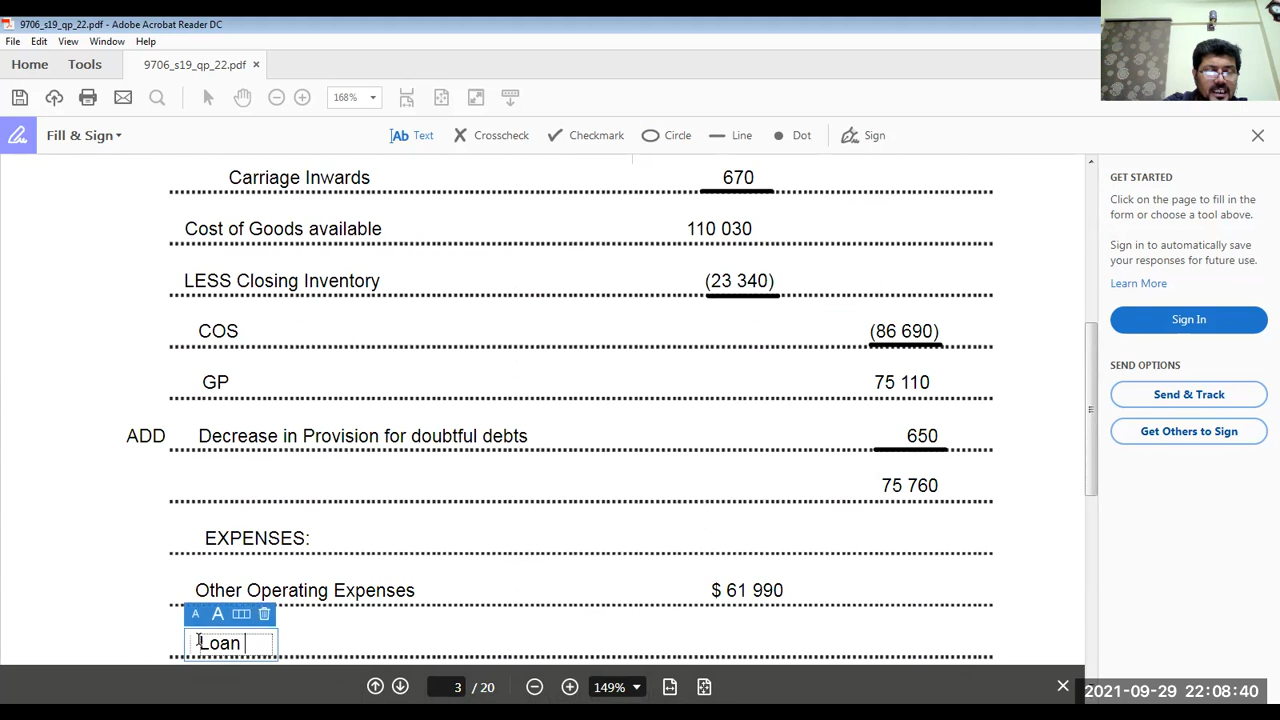 9706_s19_qp_22.pdf - Adobe Acrobat Reader DC
File Edit View Window Help
Home Tools 9706_s19_qp_22.pdf ×
168%
Fill & Sign
Ab Text Crosscheck Checkmark Circle Line Dot Sign
Carriage Inwards 670
Cost of Goods available 110 030
LESS Closing Inventory (23 340)
COS (86 690)
GP 75 110
ADD Decrease in Provision for doubtful debts 650
75 760
EXPENSES:
Other Operating Expenses $ 61 990
A A
Loan
GET STARTED
Click on the page to fill in the
form or choose a tool above.
Sign in to automatically save
your responses for future use.
Learn More
Sign In
SEND OPTIONS
Send & Track
Get Others to Sign
3 / 20 149%
2021-09-29 22:08:40